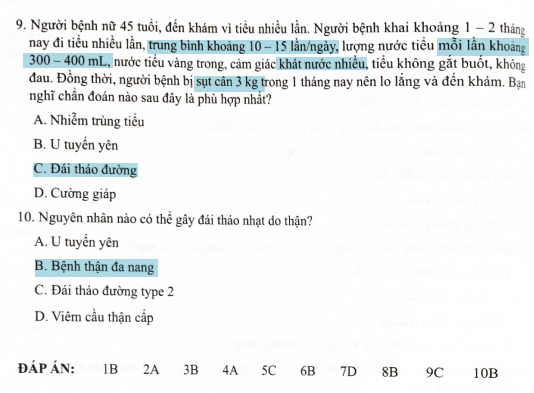 9. Người bệnh nữ 45 tuổi, đến khám vì tiểu nhiều lần. Người bệnh khai khoảng 1 – 2 tháng
nay đi tiểu nhiều lần, trung bình khoảng 10 – 15 lần/ngày, lượng nước tiểu mỗi lần khoảng
300 – 400 mL, nước tiểu vàng trong, cảm giác khát nước nhiều, tiểu không gắt buốt, không
đau. Đồng thời, người bệnh bị sụt cân 3 kg trong 1 tháng nay nên lo lắng và đến khám. Bạn
nghĩ chẩn đoán nào sau đây là phù hợp nhất?
A. Nhiễm trùng tiểu
B. U tuyến yên
C. Đái tháo đường
D. Cường giáp
10. Nguyên nhân nào có thể gây đái tháo nhạt do thận?
A. U tuyến yên
B. Bệnh thận đa nang
C. Đái tháo đường type 2
D. Viêm cầu thận cấp
ĐÁP ÁN: 1B 2A 3B 4A 5C 6B 7D 8B 9C 10B